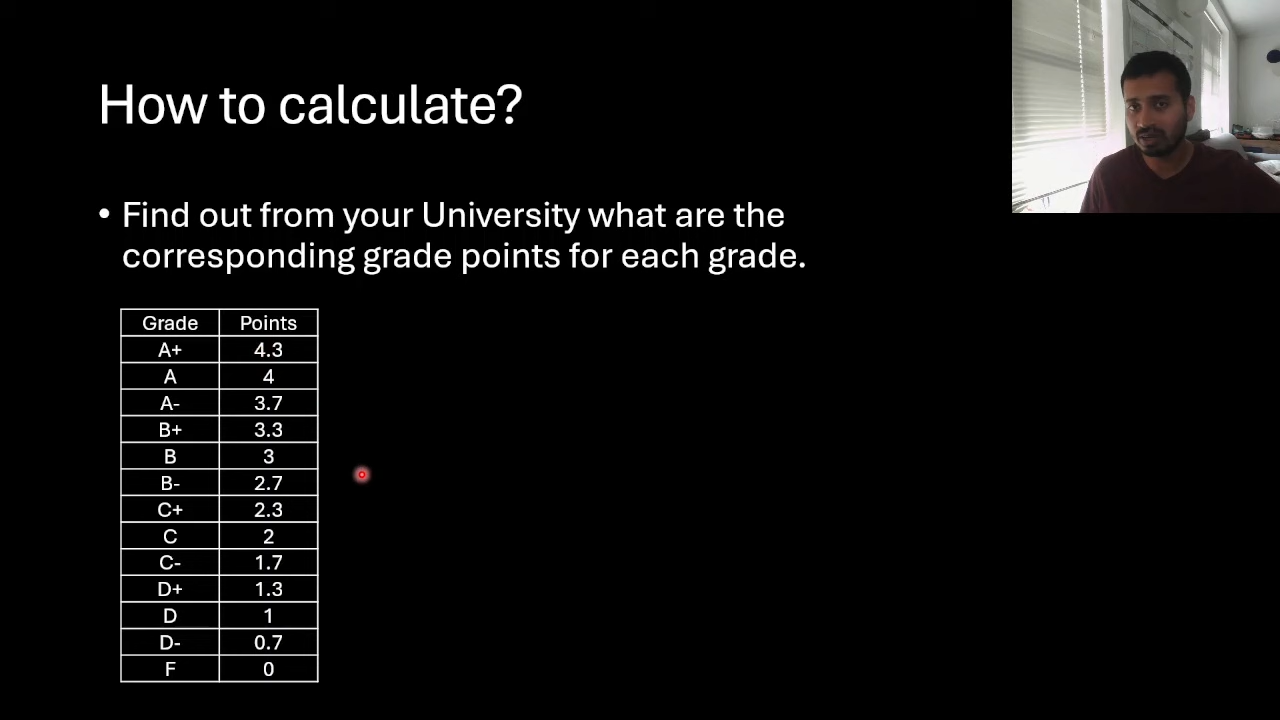 How to calculate?
• Find out from your University what are the
corresponding grade points for each grade.
Grade Points
A+ 4.3
A 4
A- 3.7
B+ 3.3
B 3
B- 2.7
C+ 2.3
C 2
C- 1.7
D+ 1.3
D 1
D- 0.7
F 0